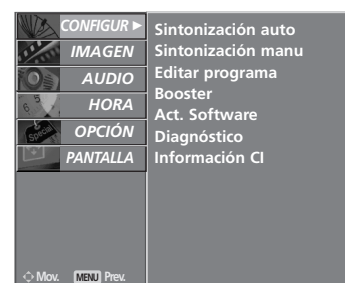 CONFIGUR ►
IMAGEN
AUDIO
HORA
OPCIÓN
PANTALLA
Sintonización auto
Sintonización manu
Editar programa
Booster
Act. Software
Diagnóstico
Información CI
Special
Mov. MENU Prev.